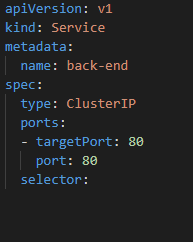 apiVersion: v1
kind: Service
metadata:
  name: back-end
spec:
  type: ClusterIP
  ports:
  - targetPort: 80
    port: 80
  selector: